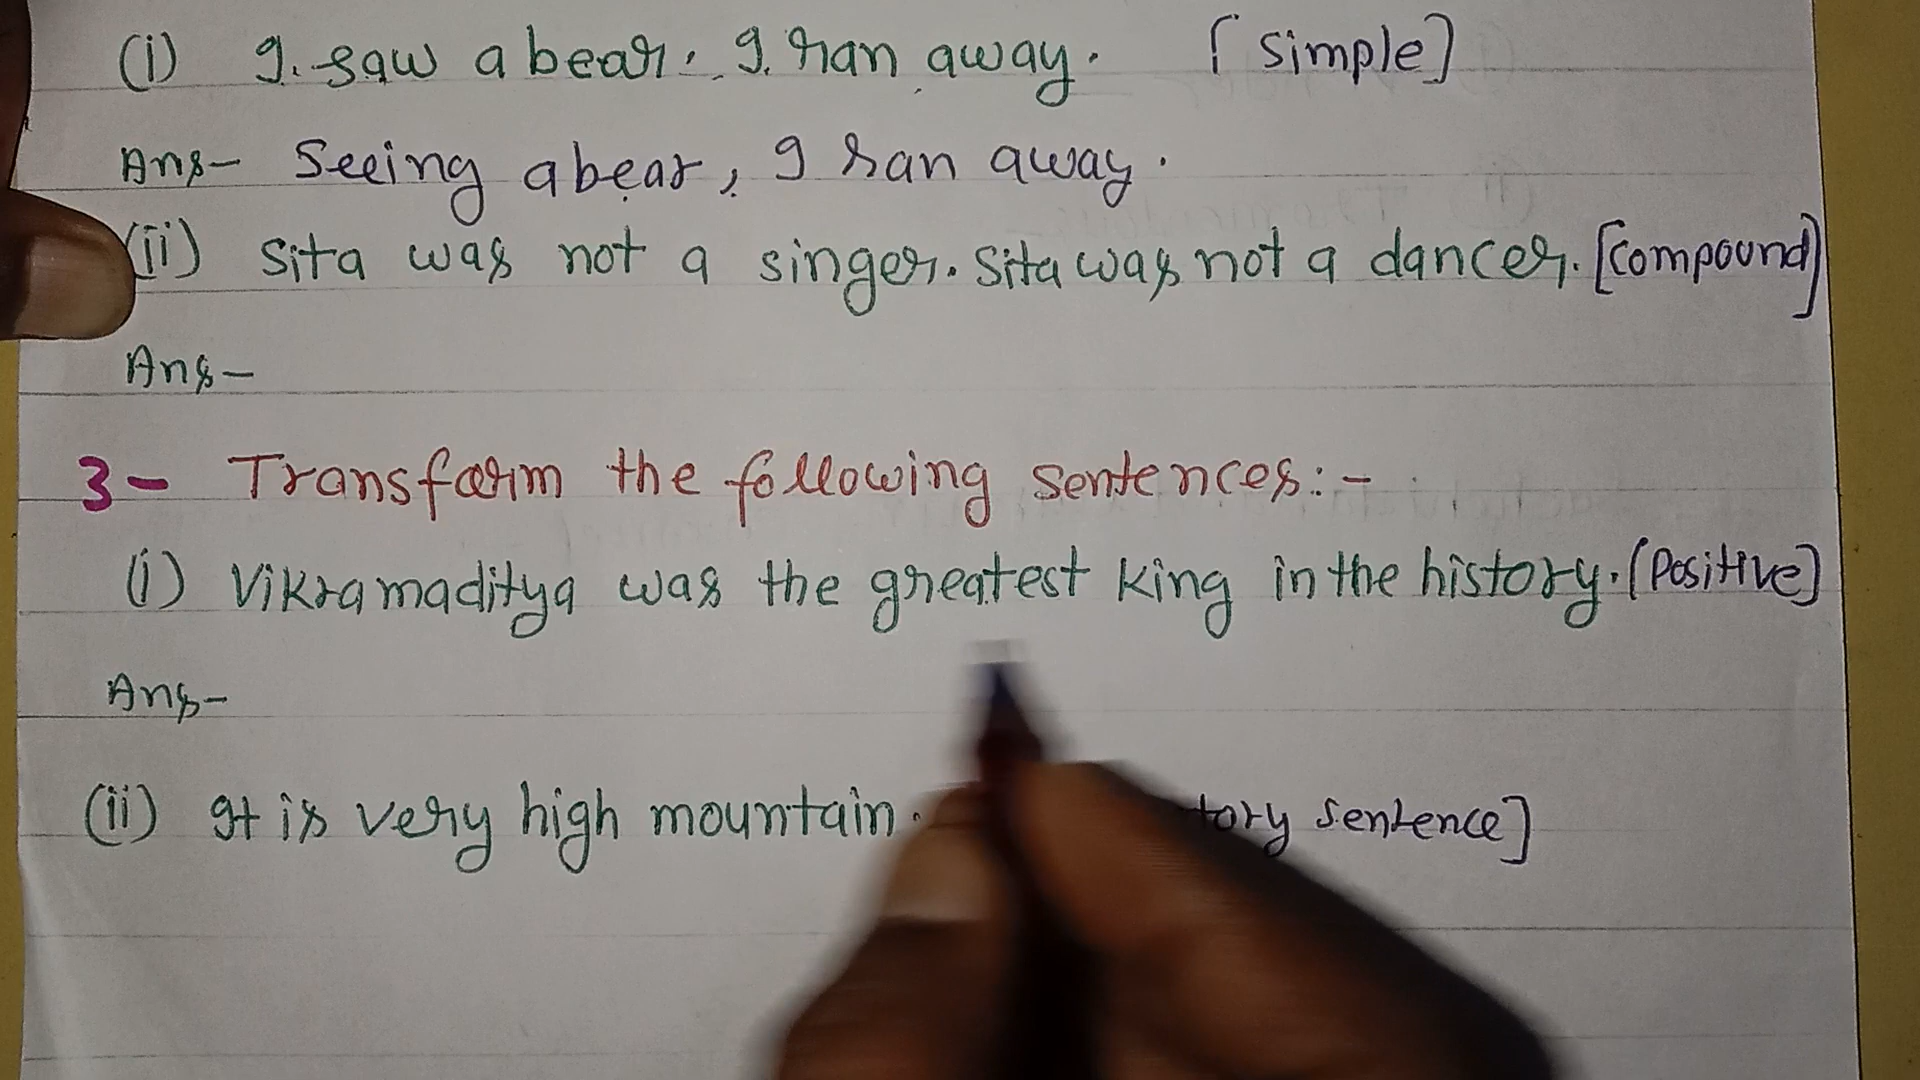 (i) I saw a bear. I ran away. [Simple]
Ans- Seeing a bear, I ran away.
(ii) Sita was not a singer. Sita was not a dancer. [Compound]
Ans-
3- Transform the following sentences:-
(i) Vikramaditya was the greatest king in the history. (Positive]
Ans-
(ii) It is very high mountain. tory sentence]